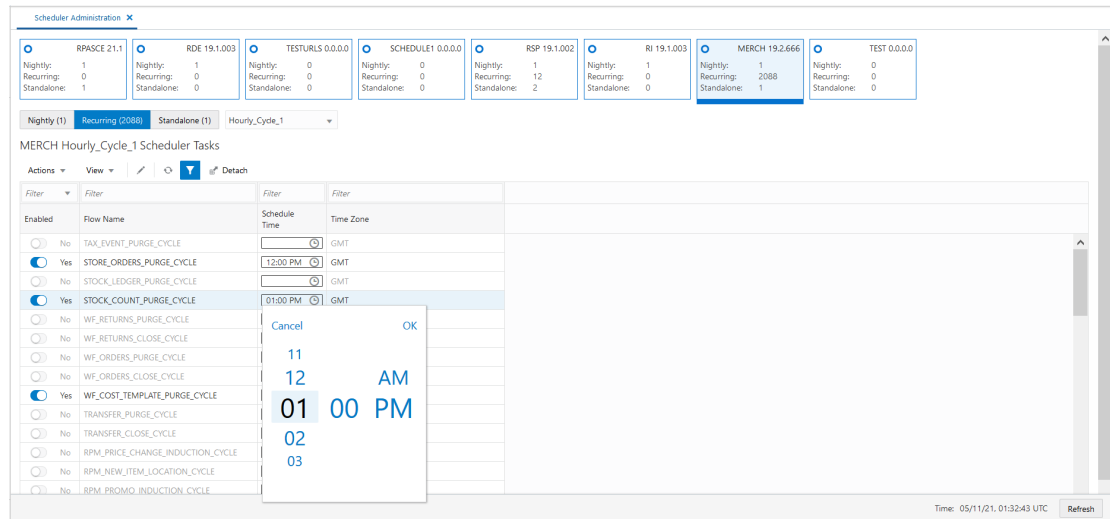 Scheduler Administration
RPASCE 21.1
Nightly: 1
Recurring: 0
Standalone: 1
RDE 19.1.003
Nightly: 1
Recurring: 0
Standalone: 0
TESTURLS 0.0.0.0
Nightly: 0
Recurring: 0
Standalone: 0
SCHEDULE1 0.0.0.0
Nightly: 0
Recurring: 0
Standalone: 0
RSP 19.1.002
Nightly: 1
Recurring: 12
Standalone: 2
RI 19.1.003
Nightly: 1
Recurring: 0
Standalone: 0
MERCH 19.2.666
Nightly: 1
Recurring: 2088
Standalone: 1
TEST 0.0.0.0
Nightly: 0
Recurring: 0
Standalone: 0
Nightly (1) Recurring (2088) Standalone (1) Hourly_Cycle_1
MERCH Hourly_Cycle_1 Scheduler Tasks
Actions View Detach
Filter Filter Filter Filter
Enabled Flow Name Schedule Time Time Zone
No TAX_EVENT_PURGE_CYCLE GMT
Yes STORE_ORDERS_PURGE_CYCLE 12:00 PM GMT
No STOCK_LEDGER_PURGE_CYCLE GMT
Yes STOCK_COUNT_PURGE_CYCLE 01:00 PM GMT
No WF_RETURNS_PURGE_CYCLE
No WF_RETURNS_CLOSE_CYCLE
No WF_ORDERS_PURGE_CYCLE
No WF_ORDERS_CLOSE_CYCLE
Yes WF_COST_TEMPLATE_PURGE_CYCLE
No TRANSFER_PURGE_CYCLE
No TRANSFER_CLOSE_CYCLE
No RPM_PRICE_CHANGE_INDUCTION_CYCLE
No RPM_NEW_ITEM_LOCATION_CYCLE
No RPM_PROMO_INDUCTION_CYCLE
Cancel OK
11
12 AM
01 00 PM
02
03
Time: 05/11/21, 01:32:43 UTC Refresh